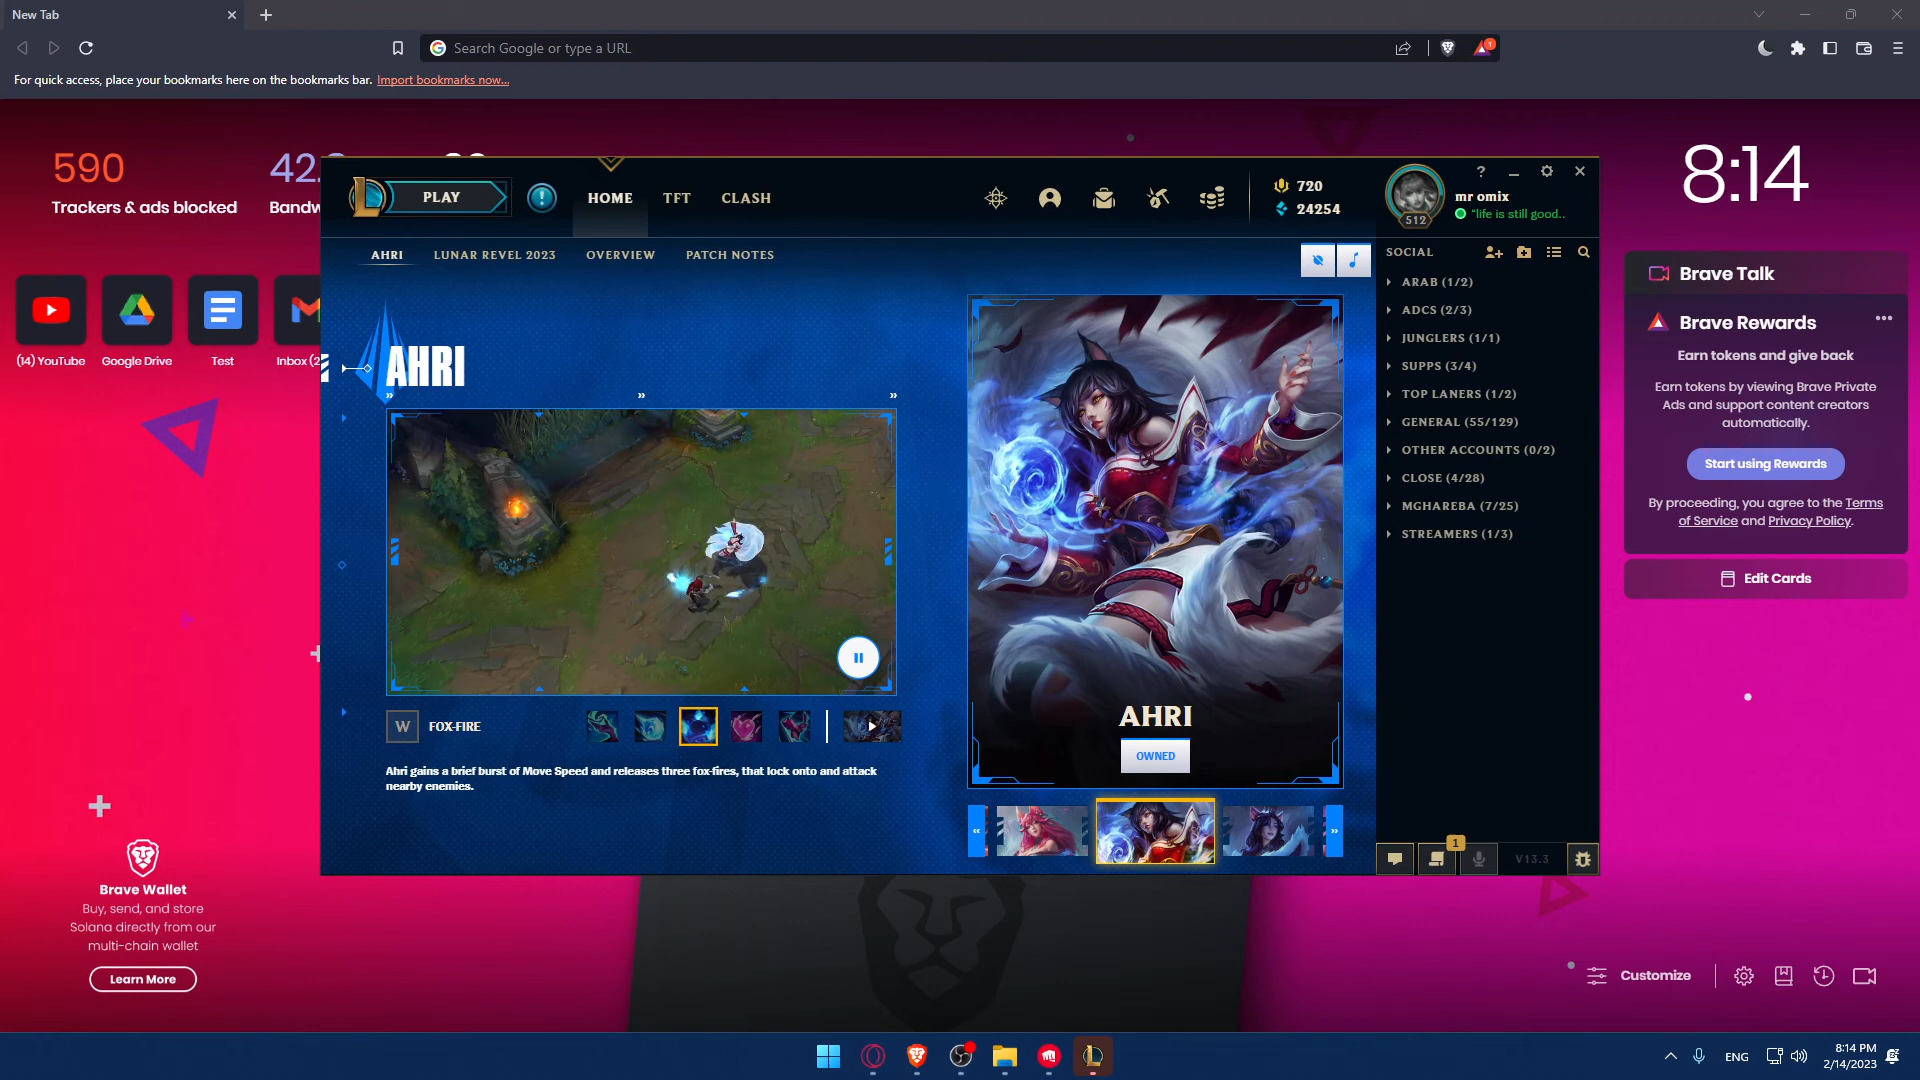 New Tab
Search Google or type a URL
1
For quick access, place your bookmarks here on the bookmarks bar. Import bookmarks now...
590
Trackers & ads blocked
8:14
(14) YouTube
Google Drive
Test
Inbox (2
Brave Wallet
Buy, send, and store
Solana directly from our
multi-chain wallet
Learn More
PLAY
HOME
TFT
CLASH
720
24254
512
mr omix
"life is still good..
AHRI
LUNAR REVEL 2023
OVERVIEW
PATCH NOTES
AHRI
W
FOX-FIRE
Ahri gains a brief burst of Move Speed and releases three fox-fires, that lock onto and attack
nearby enemies.
AHRI
OWNED
SOCIAL
ARAB (1/2)
ADCS (2/3)
JUNGLERS (1/1)
SUPPS (3/4)
TOP LANERS (1/2)
GENERAL (55/129)
OTHER ACCOUNTS (0/2)
CLOSE (4/28)
MGHAREBA (7/25)
STREAMERS (1/3)
1
V13.3
Brave Talk
Brave Rewards
Earn tokens and give back
Earn tokens by viewing Brave Private
Ads and support content creators
automatically.
Start using Rewards
By proceeding, you agree to the Terms
of Service and Privacy Policy.
Edit Cards
Customize
ENG
8:14 PM
2/14/2023